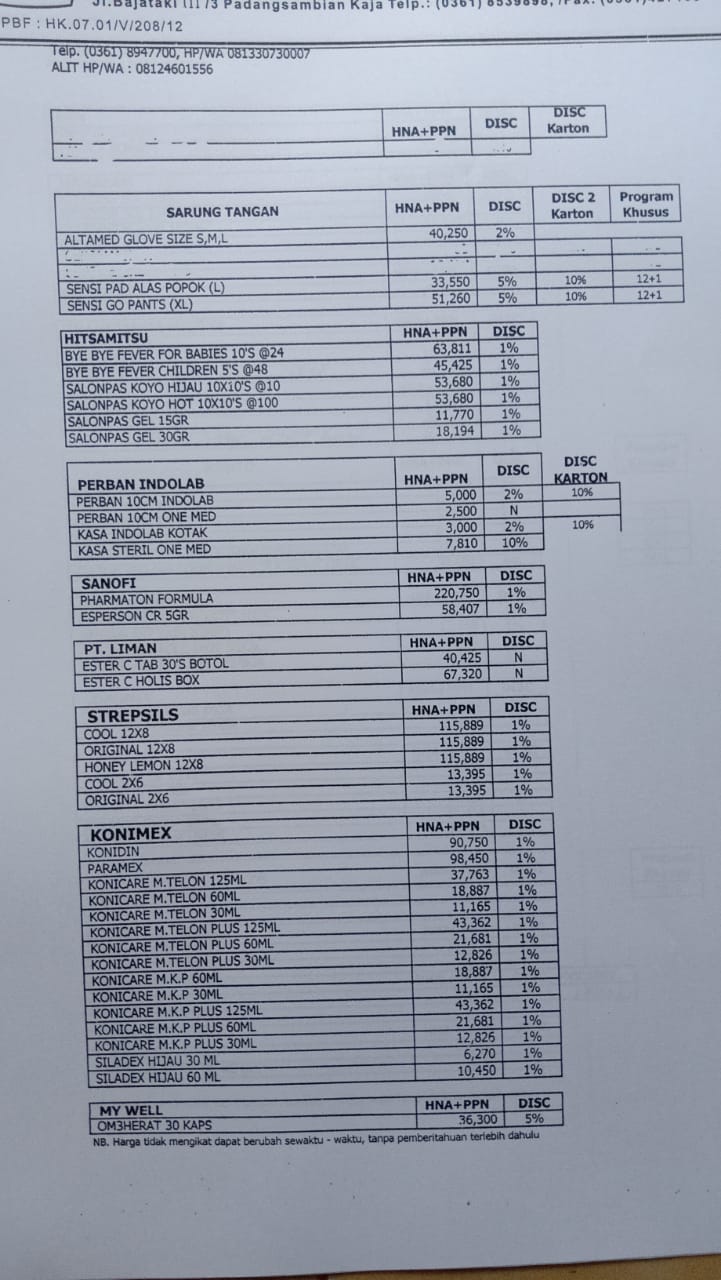 Jl.Bajataki III /3 Padangsambian Kaja Telp.: (0361) 8539898, /Fax.
PBF : HK.07.01/V/208/12
Telp. (0361) 8947700, HP/WA 081330730007
ALIT HP/WA : 08124601556
HNA+PPN DISC DISC Karton
SARUNG TANGAN HNA+PPN DISC DISC 2 Karton Program Khusus
ALTAMED GLOVE SIZE S,M,L 40,250 2%
SENSI PAD ALAS POPOK (L) 33,550 5% 10% 12+1
SENSI GO PANTS (XL) 51,260 5% 10% 12+1
HITSAMITSU HNA+PPN DISC
BYE BYE FEVER FOR BABIES 10'S @24 63,811 1%
BYE BYE FEVER CHILDREN 5'S @48 45,425 1%
SALONPAS KOYO HIJAU 10X10'S @10 53,680 1%
SALONPAS KOYO HOT 10X10'S @100 53,680 1%
SALONPAS GEL 15GR 11,770 1%
SALONPAS GEL 30GR 18,194 1%
PERBAN INDOLAB HNA+PPN DISC DISC KARTON
PERBAN 10CM INDOLAB 5,000 2% 10%
PERBAN 10CM ONE MED 2,500 N
KASA INDOLAB KOTAK 3,000 2% 10%
KASA STERIL ONE MED 7,810 10%
SANOFI HNA+PPN DISC
PHARMATON FORMULA 220,750 1%
ESPERSON CR 5GR 58,407 1%
PT. LIMAN HNA+PPN DISC
ESTER C TAB 30'S BOTOL 40,425 N
ESTER C HOLIS BOX 67,320 N
STREPSILS HNA+PPN DISC
COOL 12X8 115,889 1%
ORIGINAL 12X8 115,889 1%
HONEY LEMON 12X8 115,889 1%
COOL 2X6 13,395 1%
ORIGINAL 2X6 13,395 1%
KONIMEX HNA+PPN DISC
KONIDIN 90,750 1%
PARAMEX 98,450 1%
KONICARE M.TELON 125ML 37,763 1%
KONICARE M.TELON 60ML 18,887 1%
KONICARE M.TELON 30ML 11,165 1%
KONICARE M.TELON PLUS 125ML 43,362 1%
KONICARE M.TELON PLUS 60ML 21,681 1%
KONICARE M.TELON PLUS 30ML 12,826 1%
KONICARE M.K.P 60ML 18,887 1%
KONICARE M.K.P 30ML 11,165 1%
KONICARE M.K.P PLUS 125ML 43,362 1%
KONICARE M.K.P PLUS 60ML 21,681 1%
KONICARE M.K.P PLUS 30ML 12,826 1%
SILADEX HIJAU 30 ML 6,270 1%
SILADEX HIJAU 60 ML 10,450 1%
MY WELL HNA+PPN DISC
OM3HERAT 30 KAPS 36,300 5%
NB. Harga tidak mengikat dapat berubah sewaktu - waktu, tanpa pemberitahuan terlebih dahulu